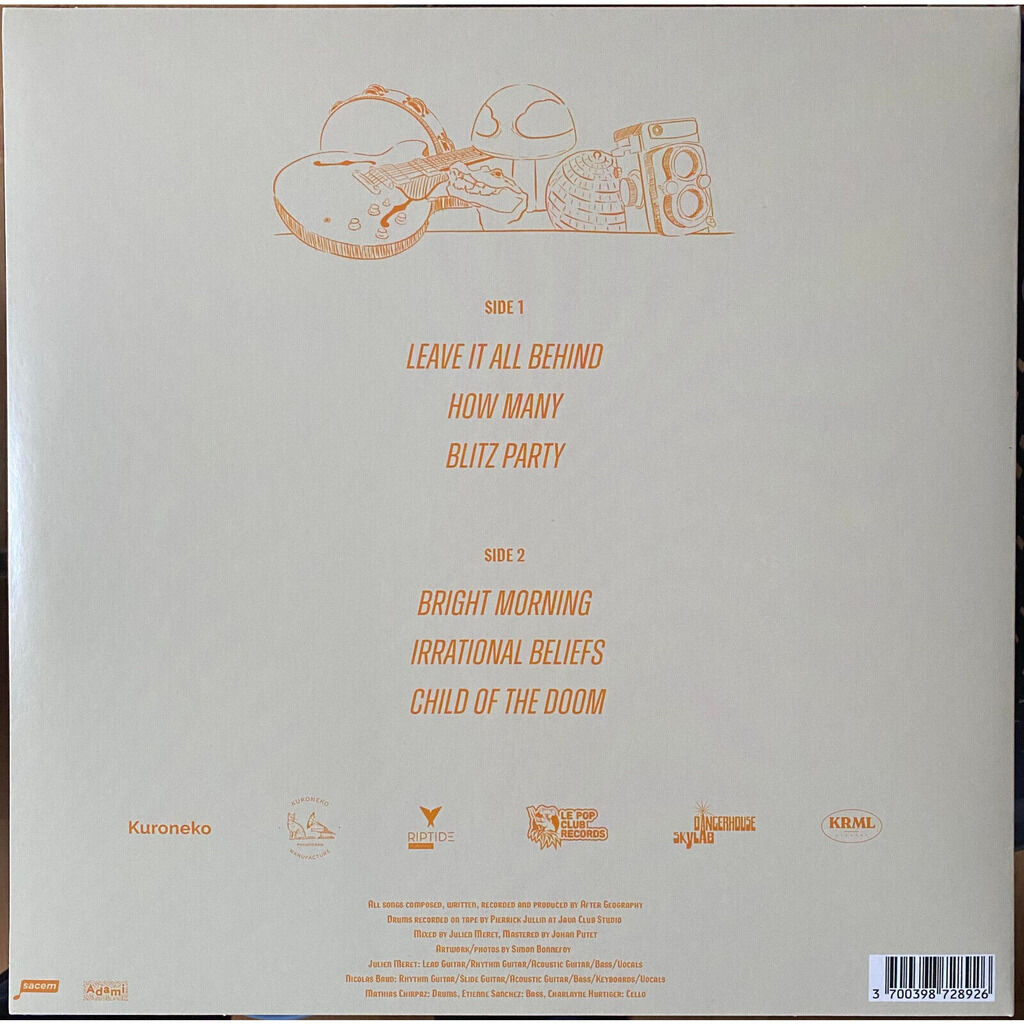 SIDE 1
LEAVE IT ALL BEHIND
HOW MANY
BLITZ PARTY
SIDE 2
BRIGHT MORNING
IRRATIONAL BELIEFS
CHILD OF THE DOOM
Kuroneko
KURONEKO
MANUFACTURE
RIPTIDE
LE POP
CLUB
RECORDS
DANGERHOUSE
SKYLAB
KRML
All songs composed, written, recorded and produced by After Geography
Drums recorded on tape by Pierrick Jullin at Java Club Studio
Mixed by Julien Meret, Mastered by Johan Putet
Artwork/photos by Simon Bonnefoy
Julien Meret: Lead Guitar/Rhythm Guitar/Acoustic Guitar/Bass/Vocals
Nicolas Baud: Rhythm Guitar/Slide Guitar/Acoustic Guitar/Bass/Keyboards/Vocals
Mathias Chirpaz: Drums, Etienne Sanchez: Bass, Charlayne Hurtiger: Cello
sacem
Adami
3 700398 728926